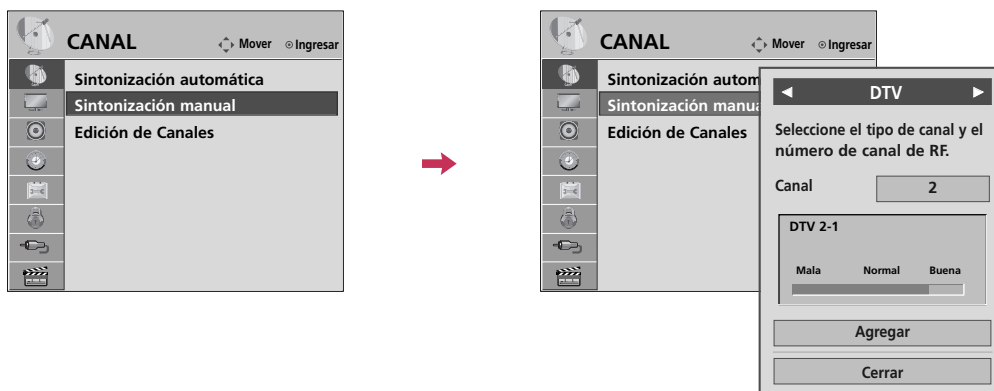 CANAL
Mover
Ingresar
Sintonización automática
Sintonización manual
Edición de Canales
CANAL
Mover
Ingresar
Sintonización autom
Sintonización manua
Edición de Canales
DTV
Seleccione el tipo de canal y el
número de canal de RF.
Canal 2
DTV 2-1
Mala Normal Buena
Agregar
Cerrar